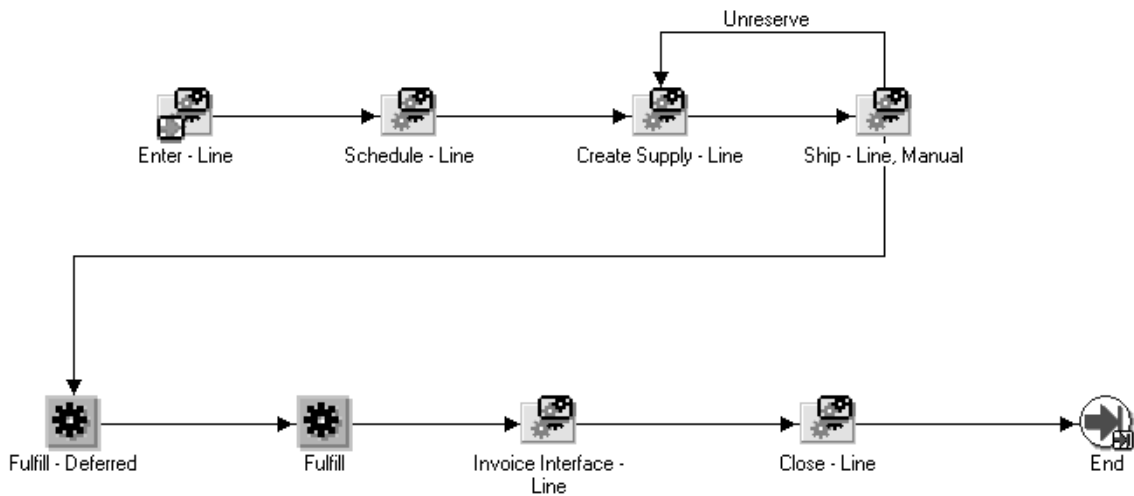 Unreserve
Enter - Line
Schedule - Line
Create Supply - Line
Ship - Line, Manual
Fulfill - Deferred
Fulfill
Invoice Interface -
Line
Close - Line
End